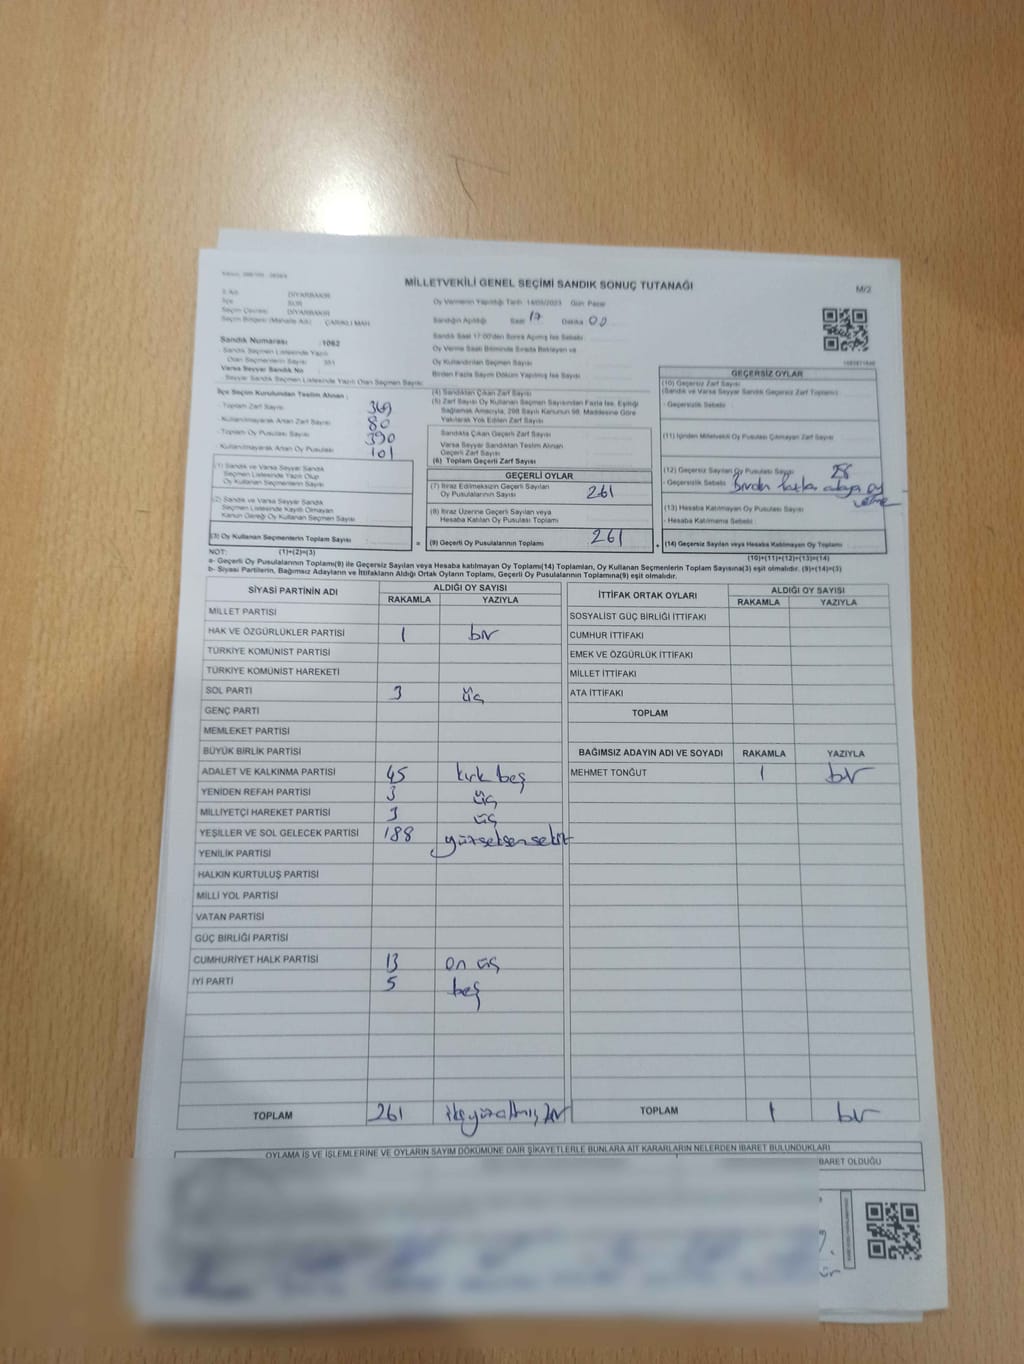 MİLLETVEKİLİ GENEL SEÇİMİ SANDIK SONUÇ TUTANAĞI
M/2
DİYARBAKIR
SUR
DİYARBAKIR
ÇARIKLI MAH
Oy Vermenin Yapıldığı Tarih 14/05/2023 Gün Pazar
Sandığın Açıldığı Saat 17 Dakika 00
Sandık Numarası :1062
Sandık Saat 17:00'den Sonra Açılmış İse Sebebi
Oy Verme Saati Bitiminde Sırada Bekleyen ve
Oy Kullandırılan Seçmen Sayısı
Birden Fazla Sayım Döküm Yapılmış İse Sayısı
Sandık Seçmen Listesinde Yazılı
Olan Seçmenlerin Sayısı 351
Varsa Seyyar Sandık No
Seyyar Sandık Seçmen Listesinde Yazılı Olan Seçmen Sayısı
İlçe Seçim Kurulundan Teslim Alınan ;
- Toplam Zarf Sayısı 369
- Kullanılmayarak Artan Zarf Sayısı 80
- Toplam Oy Pusulası Sayısı 390
- Kullanılmayarak Artan Oy Pusulası 101
(1) Sandık ve Varsa Seyyar Sandık
Seçmen Listesinde Yazılı Olup
Oy Kullanan Seçmenlerin Sayısı
(2) Sandık ve Varsa Seyyar Sandık
Seçmen Listesinde Kayıtlı Olmayan
Kanun Gereği Oy Kullanan Seçmen Sayısı
(3) Oy Kullanan Seçmenlerin Toplam Sayısı
(4) Sandıktan Çıkan Zarf Sayısı
(5) Zarf Sayısı Oy Kullanan Seçmen Sayısından Fazla İse, Eşitliği
Sağlamak Amacıyla, 298 Sayılı Kanunun 98. Maddesine Göre
Yakılarak Yok Edilen Zarf Sayısı
Sandıkta Çıkan Geçerli Zarf Sayısı
Varsa Seyyar Sandıktan Teslim Alınan
Geçerli Zarf Sayısı
(6) Toplam Geçerli Zarf Sayısı
GEÇERLİ OYLAR
(7) İtiraz Edilmeksizin Geçerli Sayılan
Oy Pusulalarının Sayısı 261
(8) İtiraz Üzerine Geçerli Sayılan veya
Hesaba Katılan Oy Pusulası Toplamı
= (9) Geçerli Oy Pusulalarının Toplamı 261
GEÇERSİZ OYLAR
(10) Geçersiz Zarf Sayısı
(Sandık ve Varsa Seyyar Sandık Geçersiz Zarf Toplamı)
- Geçersizlik Sebebi
(11) İçinden Milletvekili Oy Pusulası Çıkmayan Zarf Sayısı
(12) Geçersiz Sayılan Oy Pusulası Sayısı 28
- Geçersizlik Sebebi Birden fazla adaya oy
verme
(13) Hesaba Katılmayan Oy Pusulası Sayısı
- Hesaba Katılmama Sebebi
+ (14) Geçersiz Sayılan veya Hesaba Katılmayan Oy Toplamı
NOT: (1)+(2)=(3)
(10)+(11)+(12)+(13)=(14)
a- Geçerli Oy Pusulalarının Toplamı(9) ile Geçersiz Sayılan veya Hesaba katılmayan Oy Toplamı(14) Toplamları, Oy Kullanan Seçmenlerin Toplam Sayısına(3) eşit olmalıdır. (9)+(14)=(3)
b- Siyasi Partilerin, Bağımsız Adayların ve İttifakların Aldığı Ortak Oyların Toplamı, Geçerli Oy Pusulalarının Toplamına(9) eşit olmalıdır.
SİYASİ PARTİNİN ADI
ALDIĞI OY SAYISI
RAKAMLA YAZIYLA
MİLLET PARTİSİ
HAK VE ÖZGÜRLÜKLER PARTİSİ 1 bir
TÜRKİYE KOMÜNİST PARTİSİ
TÜRKİYE KOMÜNİST HAREKETİ
SOL PARTİ 3 üç
GENÇ PARTİ
MEMLEKET PARTİSİ
BÜYÜK BİRLİK PARTİSİ
ADALET VE KALKINMA PARTİSİ 45 kırk beş
YENİDEN REFAH PARTİSİ 3 üç
MİLLİYETÇİ HAREKET PARTİSİ 3 üç
YEŞİLLER VE SOL GELECEK PARTİSİ 188 yüzseksensekiz
YENİLİK PARTİSİ
HALKIN KURTULUŞ PARTİSİ
MİLLİ YOL PARTİSİ
VATAN PARTİSİ
GÜÇ BİRLİĞİ PARTİSİ
CUMHURİYET HALK PARTİSİ 13 on üç
İYİ PARTİ 5 beş
TOPLAM 261 ikiyüzaltmış bir
İTTİFAK ORTAK OYLARI
ALDIĞI OY SAYISI
RAKAMLA YAZIYLA
SOSYALİST GÜÇ BİRLİĞİ İTTİFAKI
CUMHUR İTTİFAKI
EMEK VE ÖZGÜRLÜK İTTİFAKI
MİLLET İTTİFAKI
ATA İTTİFAKI
TOPLAM
BAĞIMSIZ ADAYIN ADI VE SOYADI RAKAMLA YAZIYLA
MEHMET TONĞUT 1 bir
TOPLAM 1 bir
OYLAMA İŞ VE İŞLEMLERİNE VE OYLARIN SAYIM DÖKÜMÜNE DAİR ŞİKAYETLERLE BUNLARA AİT KARARLARIN NELERDEN İBARET BULUNDUKLARI
BARET OLDUĞU